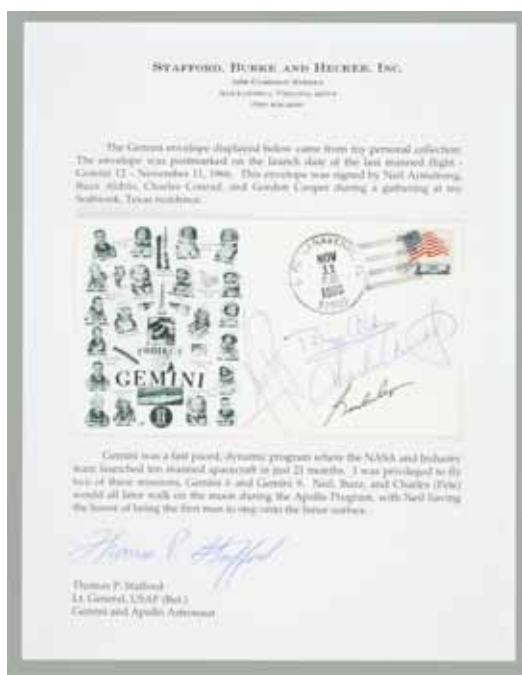 STAFFORD, BURKE AND HECKER, INC.
The Gemini envelope displayed below came from my personal collection.
The envelope was postmarked on the launch date of the last manned flight -
Gemini 12 - November 11, 1966. This envelope was signed by Neil Armstrong,
Buzz Aldrin, Charles Conrad, and Gordon Cooper during a gathering at my
Seabrook, Texas residence.
NOV
11
1966
PROJECT
GEMINI
Gemini was a fast paced, dynamic program where the NASA and Industry
team launched ten manned spacecraft in just 21 months. I was privileged to fly
two of these missions, Gemini 6 and Gemini 9. Neil, Buzz, and Charles (Pete)
would all later walk on the moon during the Apollo Program, with Neil having
the honor of being the first man to step onto the lunar surface.
Thomas P. Stafford
Thomas P. Stafford
Lt. General, USAF (Ret.)
Gemini and Apollo Astronaut